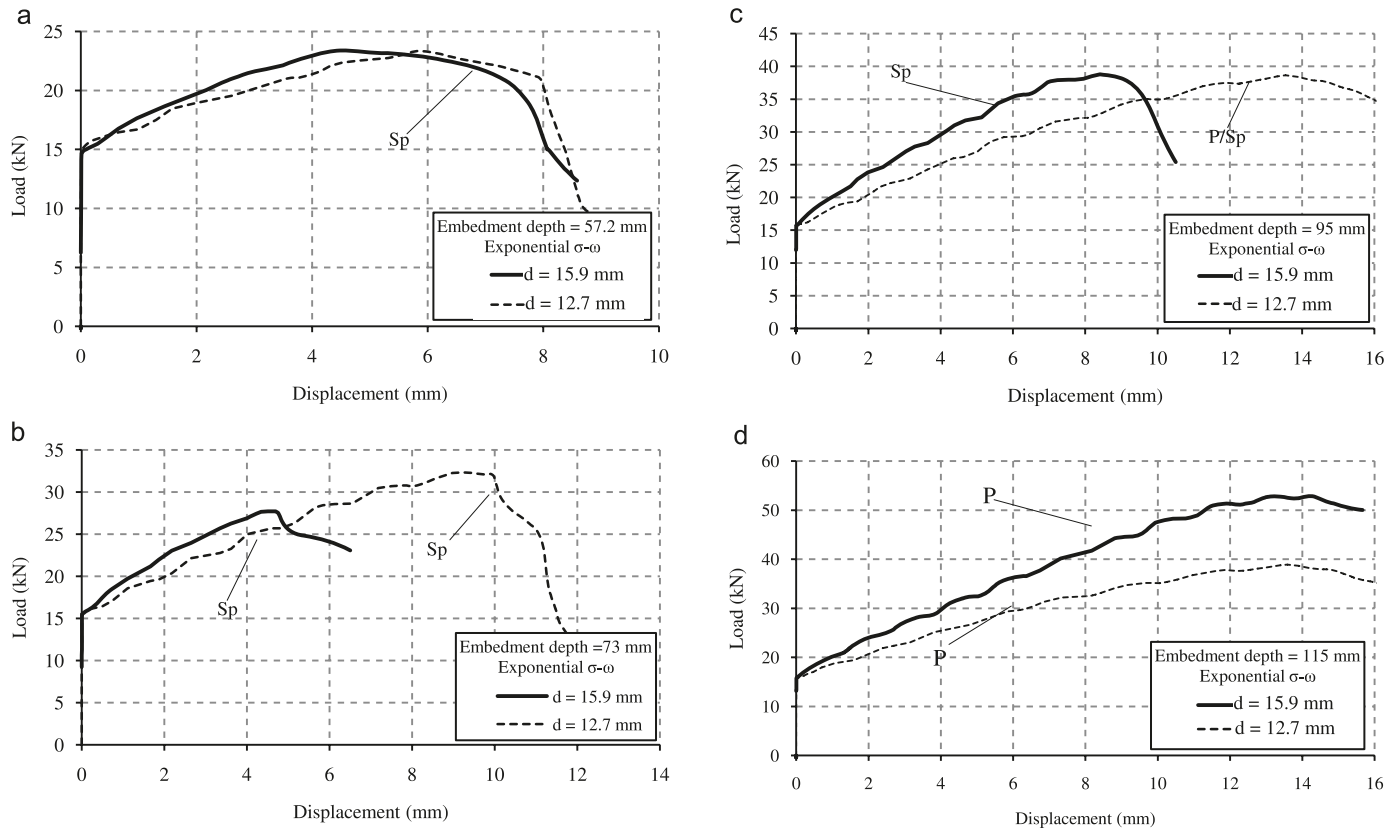 a
25
20
15
10
5
0
Load (kN)
Sp
Embedment depth = 57.2 mm
Exponential σ-ω
d = 15.9 mm
d = 12.7 mm
0 2 4 6 8 10
Displacement (mm)
b
35
30
25
20
15
10
5
0
Load (kN)
Sp
Sp
Embedment depth =73 mm
Exponential σ-ω
d = 15.9 mm
d = 12.7 mm
0 2 4 6 8 10 12 14
Displacement (mm)
c
45
40
35
30
25
20
15
10
5
0
Load (kN)
Sp
P/Sp
Embedment depth = 95 mm
Exponential σ-ω
d = 15.9 mm
d = 12.7 mm
0 2 4 6 8 10 12 14 16
Displacement (mm)
d
60
50
40
30
20
10
0
Load (kN)
P
P
Embedment depth = 115 mm
Exponential σ-ω
d = 15.9 mm
d = 12.7 mm
0 2 4 6 8 10 12 14 16
Displacement (mm)